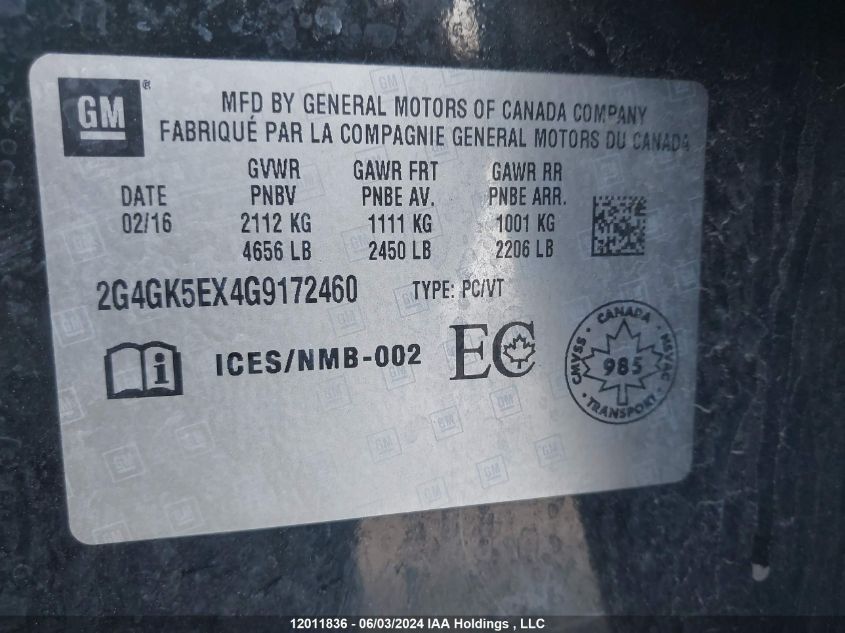 GM ®
MFD BY GENERAL MOTORS OF CANADA COMPANY
FABRIQUÉ PAR LA COMPAGNIE GENERAL MOTORS DU CANADA
GVWR GAWR FRT GAWR RR
DATE PNBV PNBE AV. PNBE ARR.
02/16 2112 KG 1111 KG 1001 KG
4656 LB 2450 LB 2206 LB
2G4GK5EX4G9172460 TYPE: PC/VT
i ICES/NMB-002 EC
CANADA
CMVSS NSVAC
985
TRANSPORT
12011836 - 06/03/2024 IAA Holdings , LLC